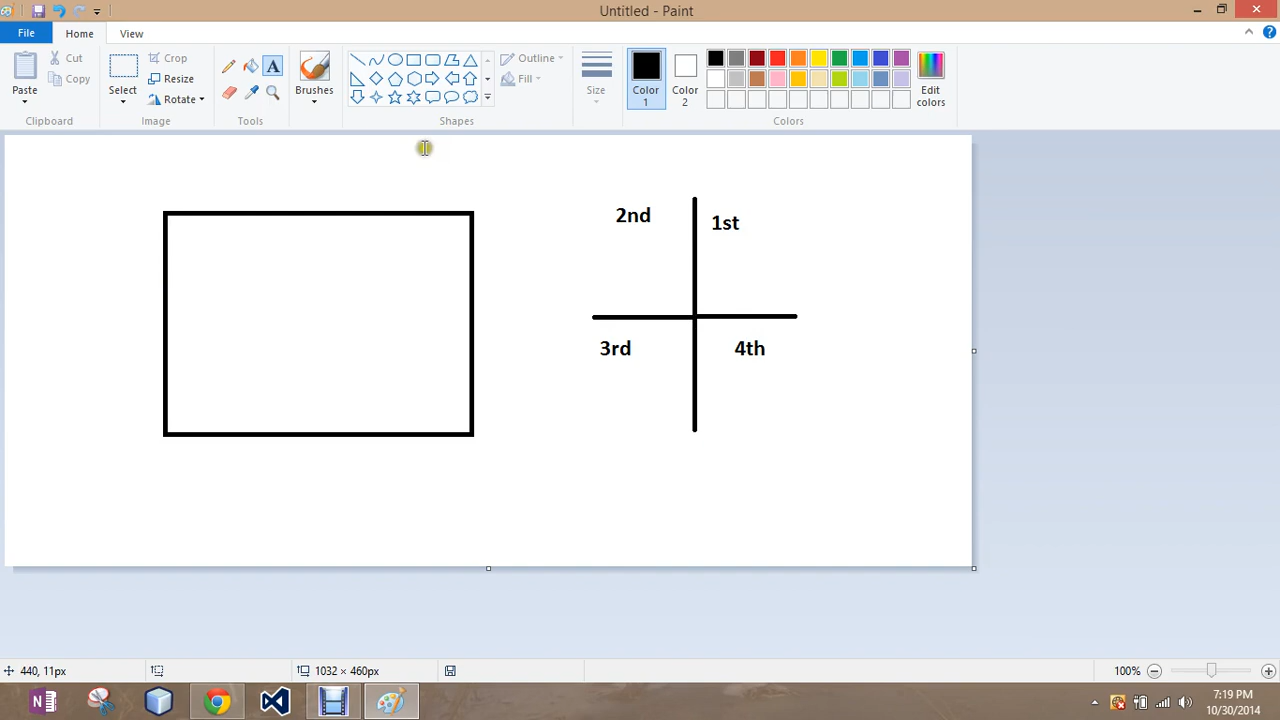 Untitled - Paint
File
Home
View
Paste
Cut
Copy
Clipboard
Select
Crop
Resize
Rotate
Image
A
Tools
Brushes
Outline
Fill
Shapes
Size
Color
1
Color
2
Edit
colors
Colors
2nd
1st
3rd
4th
440, 11px
1032 × 460px
100%
7:19 PM
10/30/2014